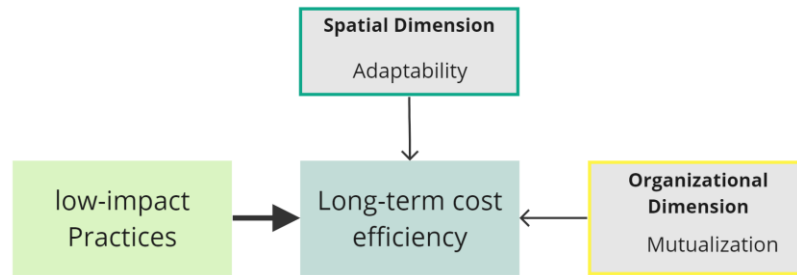 Spatial Dimension
Adaptability
low-impact
Practices
Long-term cost
efficiency
Organizational
Dimension
Mutualization